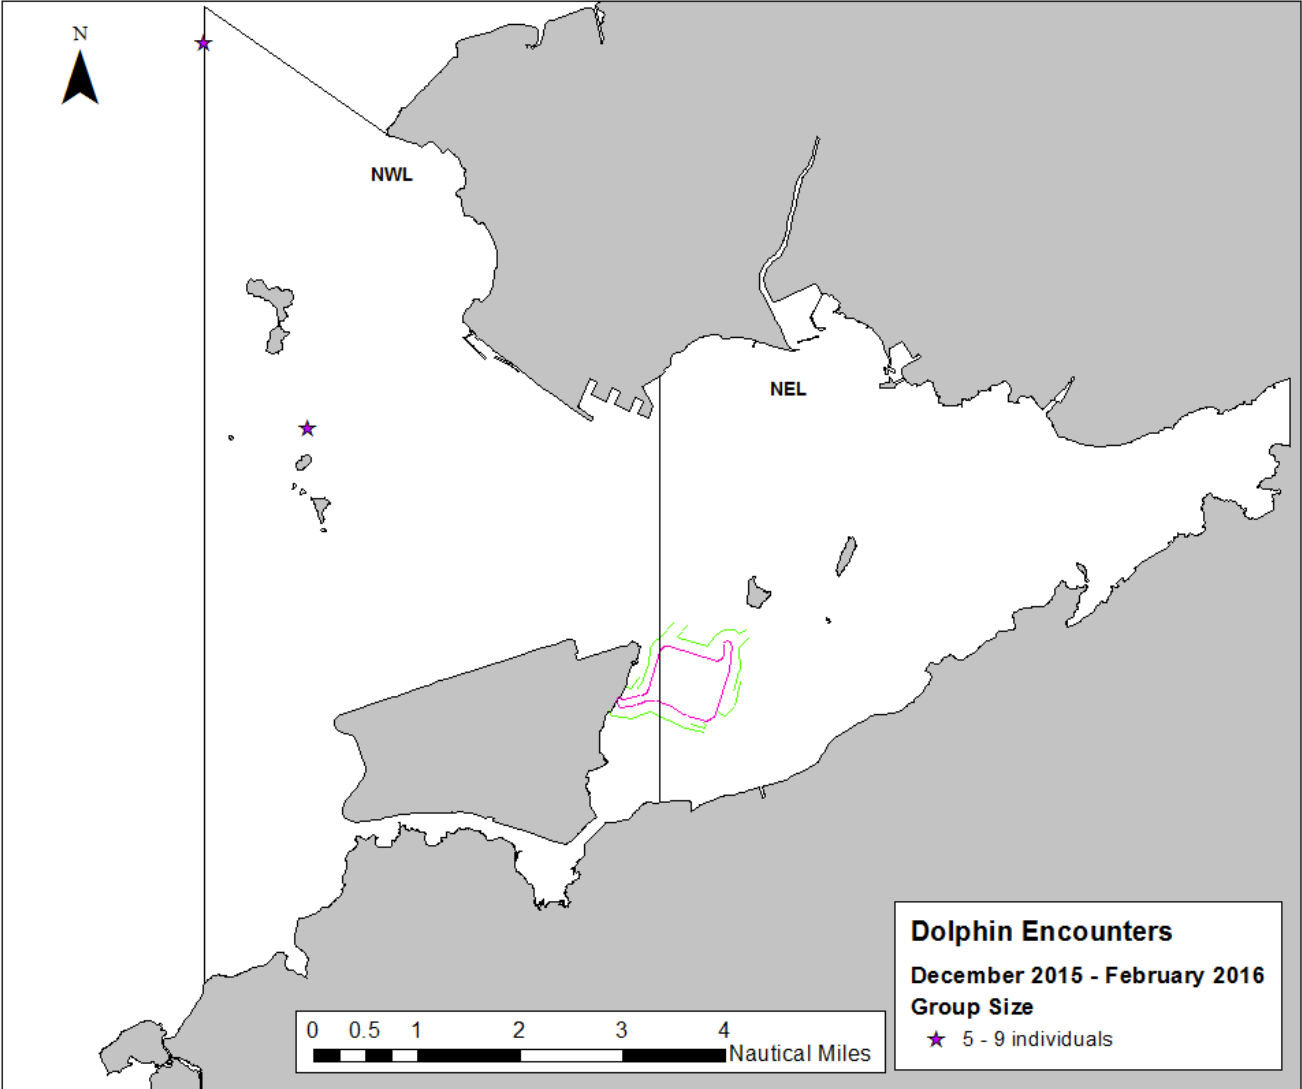 N
NWL
NEL
Dolphin Encounters
December 2015 - February 2016
Group Size
5 - 9 individuals
0 0.5 1 2 3 4
Nautical Miles